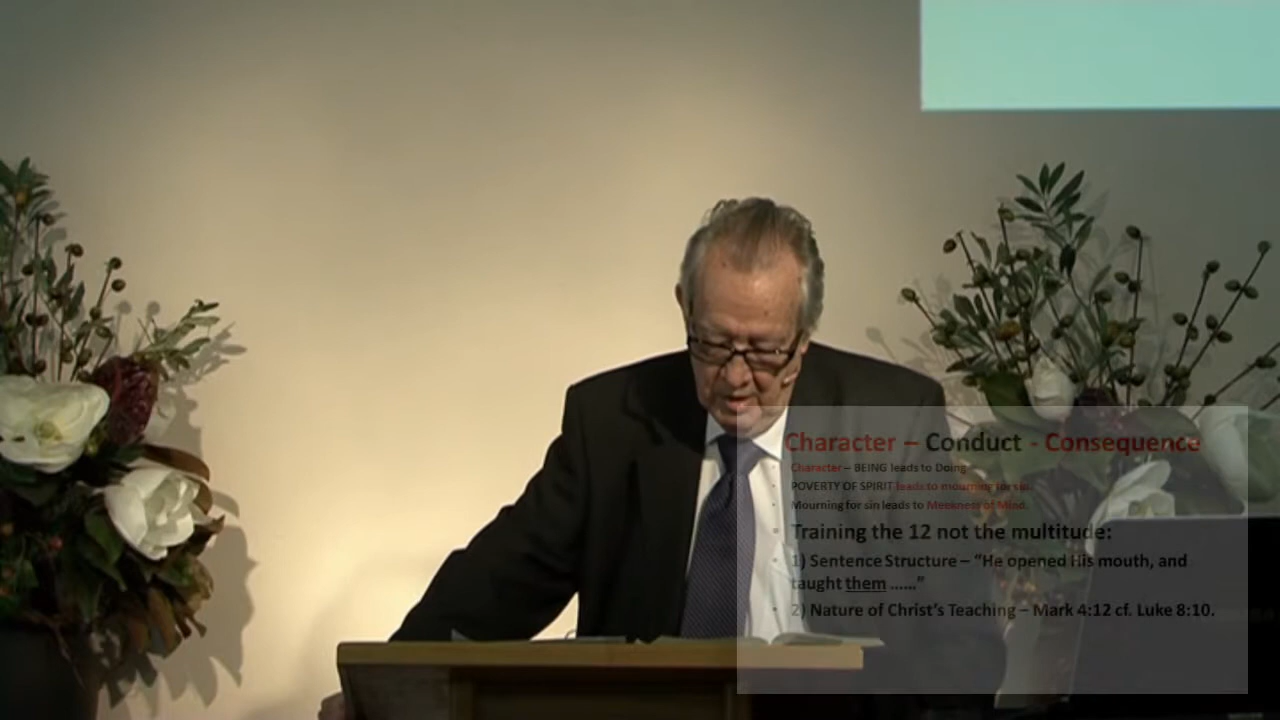 Character – Conduct - Consequence
Character – BEING leads to Doing
POVERTY OF SPIRIT leads to mourning for sin.
Mourning for sin leads to Meekness of Mind.
Training the 12 not the multitude:
1) Sentence Structure – “He opened His mouth, and
taught them ......”
2) Nature of Christ’s Teaching – Mark 4:12 cf. Luke 8:10.